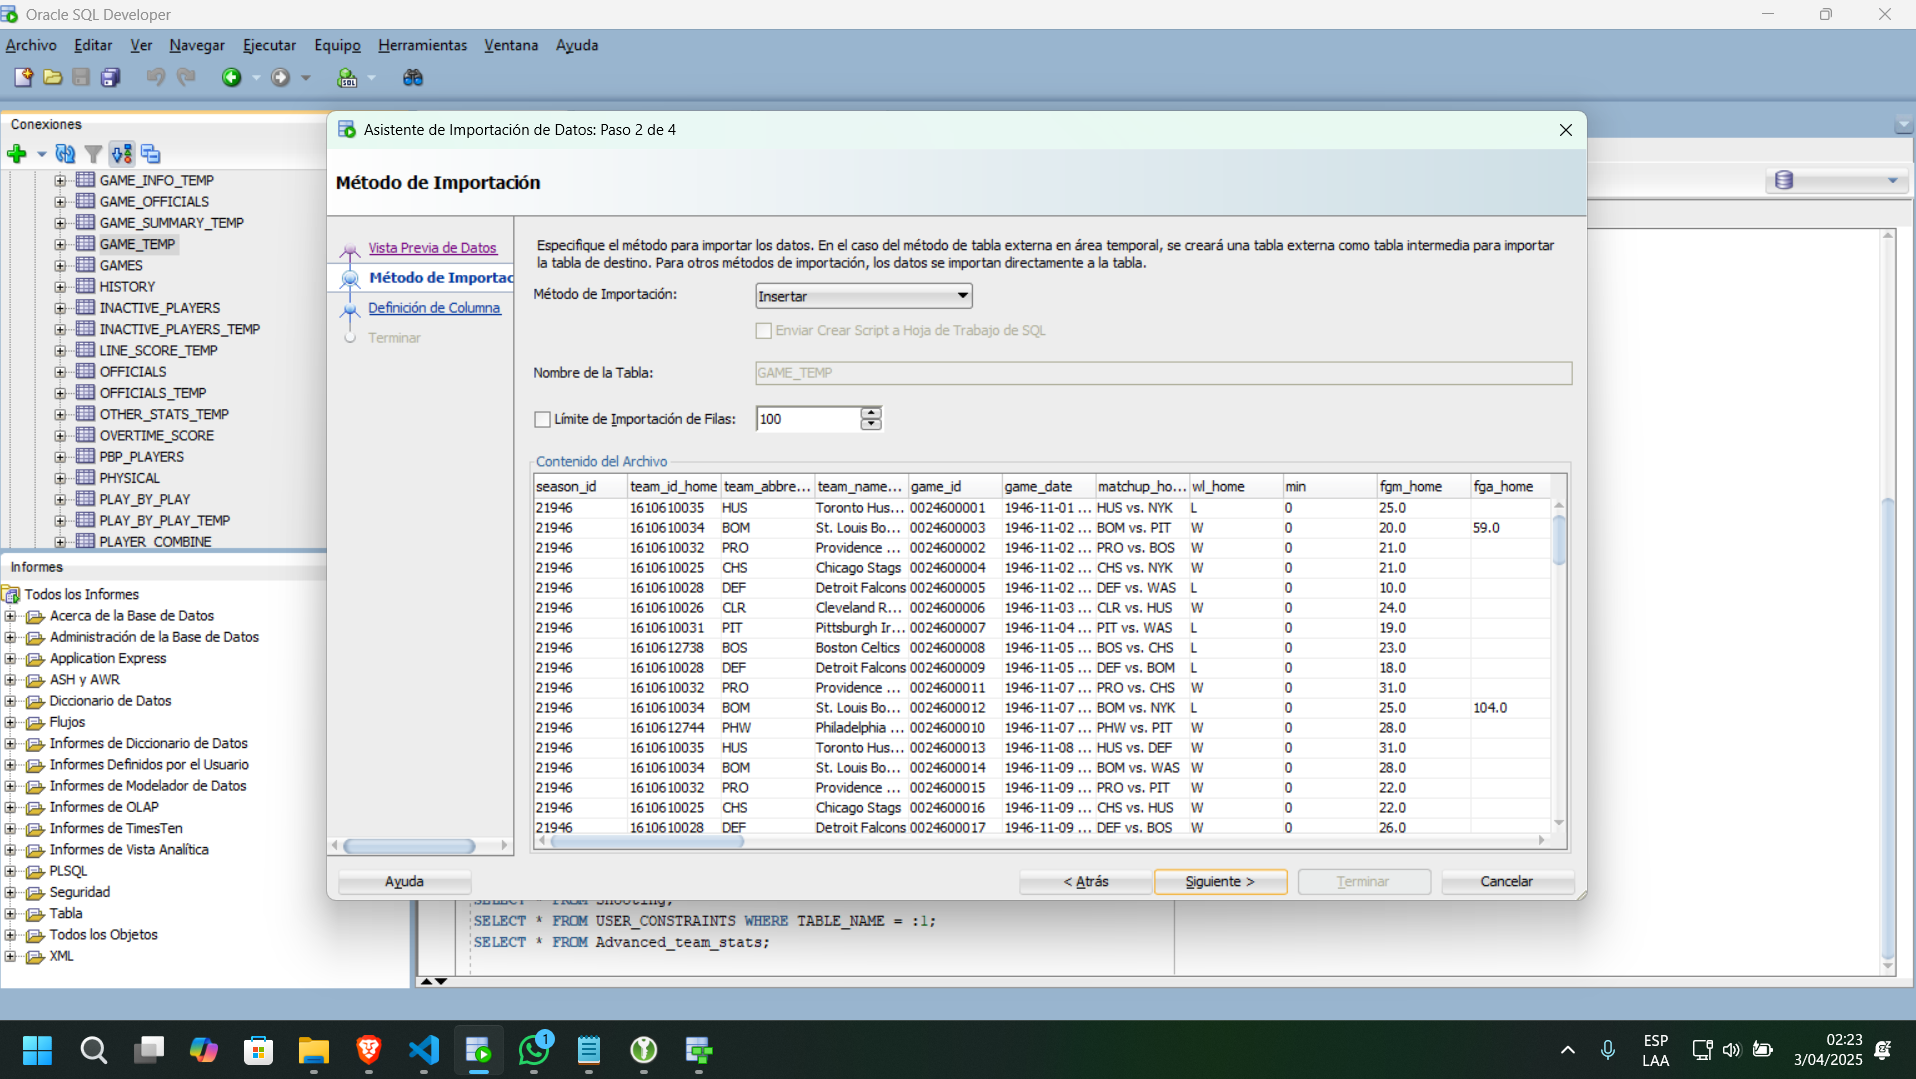 Oracle SQL Developer
Archivo Editar Ver Navegar Ejecutar Equipo Herramientas Ventana Ayuda
Conexiones
GAME_INFO_TEMP
GAME_OFFICIALS
GAME_SUMMARY_TEMP
GAME_TEMP
GAMES
HISTORY
INACTIVE_PLAYERS
INACTIVE_PLAYERS_TEMP
LINE_SCORE_TEMP
OFFICIALS
OFFICIALS_TEMP
OTHER_STATS_TEMP
OVERTIME_SCORE
PBP_PLAYERS
PHYSICAL
PLAY_BY_PLAY
PLAY_BY_PLAY_TEMP
PLAYER_COMBINE
Informes
Todos los Informes
Acerca de la Base de Datos
Administración de la Base de Datos
Application Express
ASH y AWR
Diccionario de Datos
Flujos
Informes de Diccionario de Datos
Informes Definidos por el Usuario
Informes de Modelador de Datos
Informes de OLAP
Informes de TimesTen
Informes de Vista Analítica
PLSQL
Seguridad
Tabla
Todos los Objetos
XML
Asistente de Importación de Datos: Paso 2 de 4
Método de Importación
Vista Previa de Datos
Método de Importac
Definición de Columna
Terminar
Especifique el método para importar los datos. En el caso del método de tabla externa en área temporal, se creará una tabla externa como tabla intermedia para importar
la tabla de destino. Para otros métodos de importación, los datos se importan directamente a la tabla.
Método de Importación: Insertar
Enviar Crear Script a Hoja de Trabajo de SQL
Nombre de la Tabla: GAME_TEMP
Límite de Importación de Filas: 100
Contenido del Archivo
season_id team_id_home team_abbre... team_name... game_id game_date matchup_ho... wl_home min fgm_home fga_home
21946 1610610035 HUS Toronto Hus... 0024600001 1946-11-01 ... HUS vs. NYK L 0 25.0
21946 1610610034 BOM St. Louis Bo... 0024600003 1946-11-02 ... BOM vs. PIT W 0 20.0 59.0
21946 1610610032 PRO Providence ... 0024600002 1946-11-02 ... PRO vs. BOS W 0 21.0
21946 1610610025 CHS Chicago Stags 0024600004 1946-11-02 ... CHS vs. NYK W 0 21.0
21946 1610610028 DEF Detroit Falcons 0024600005 1946-11-02 ... DEF vs. WAS L 0 10.0
21946 1610610026 CLR Cleveland R... 0024600006 1946-11-03 ... CLR vs. HUS W 0 24.0
21946 1610610031 PIT Pittsburgh Ir... 0024600007 1946-11-04 ... PIT vs. WAS L 0 19.0
21946 1610612738 BOS Boston Celtics 0024600008 1946-11-05 ... BOS vs. CHS L 0 23.0
21946 1610610028 DEF Detroit Falcons 0024600009 1946-11-05 ... DEF vs. BOM L 0 18.0
21946 1610610032 PRO Providence ... 0024600011 1946-11-07 ... PRO vs. CHS W 0 31.0
21946 1610610034 BOM St. Louis Bo... 0024600012 1946-11-07 ... BOM vs. NYK L 0 25.0 104.0
21946 1610612744 PHW Philadelphia ... 0024600010 1946-11-07 ... PHW vs. PIT W 0 28.0
21946 1610610035 HUS Toronto Hus... 0024600013 1946-11-08 ... HUS vs. DEF W 0 31.0
21946 1610610034 BOM St. Louis Bo... 0024600014 1946-11-09 ... BOM vs. WAS W 0 28.0
21946 1610610032 PRO Providence ... 0024600015 1946-11-09 ... PRO vs. PIT W 0 22.0
21946 1610610025 CHS Chicago Stags 0024600016 1946-11-09 ... CHS vs. HUS W 0 22.0
21946 1610610028 DEF Detroit Falcons 0024600017 1946-11-09 ... DEF vs. BOS W 0 26.0
Ayuda < Atrás Siguiente > Terminar Cancelar
SELECT * FROM Shooting;
SELECT * FROM USER_CONSTRAINTS WHERE TABLE_NAME = :1;
SELECT * FROM Advanced_team_stats;
SQL
1
ESP
LAA
02:23
3/04/2025